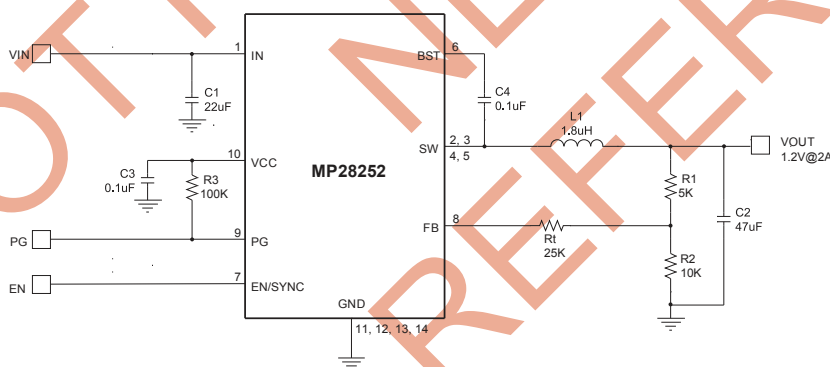 VIN
1
IN
BST
6
C1
22uF
C4
0.1uF
L1
1.8uH
SW
2, 3
4, 5
VOUT
1.2V@2A
10
VCC
MP28252
C3
0.1uF
R3
100K
R1
5K
PG
9
PG
FB
8
Rt
25K
C2
47uF
R2
10K
EN
7
EN/SYNC
GND
11, 12, 13, 14
REFER